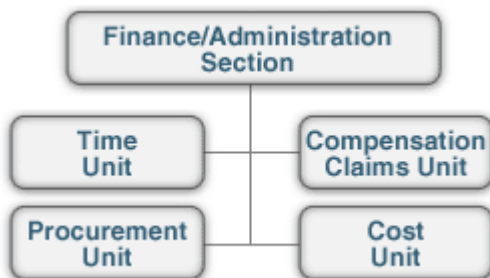 Finance/Administration
Section
Time
Unit
Compensation
Claims Unit
Procurement
Unit
Cost
Unit